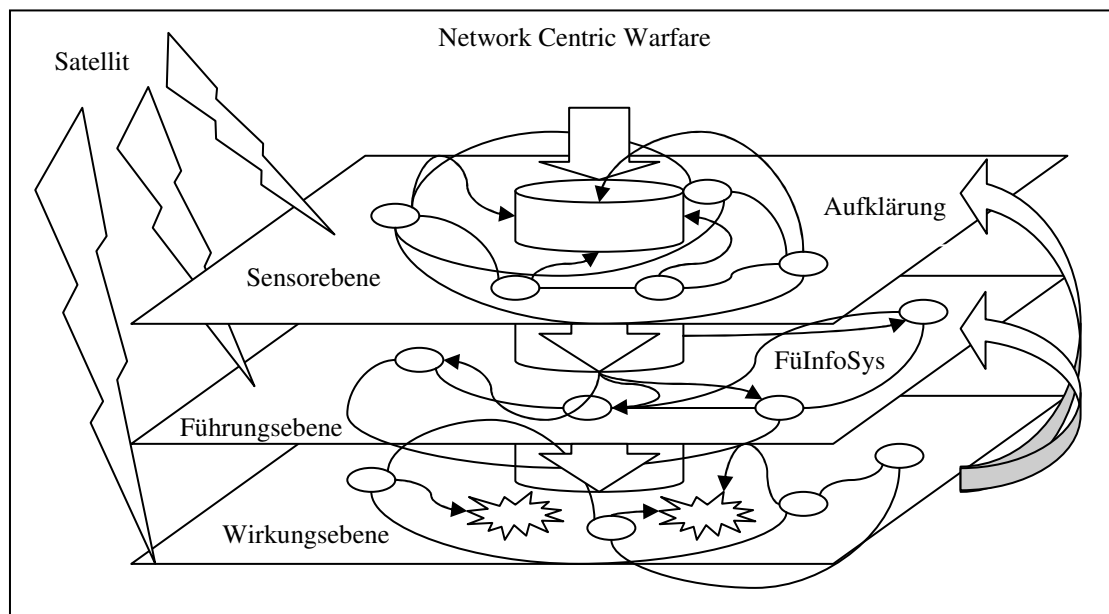 Network Centric Warfare
Satellit
Aufklärung
Sensorebene
FüInfoSys
Führungsebene
Wirkungsebene